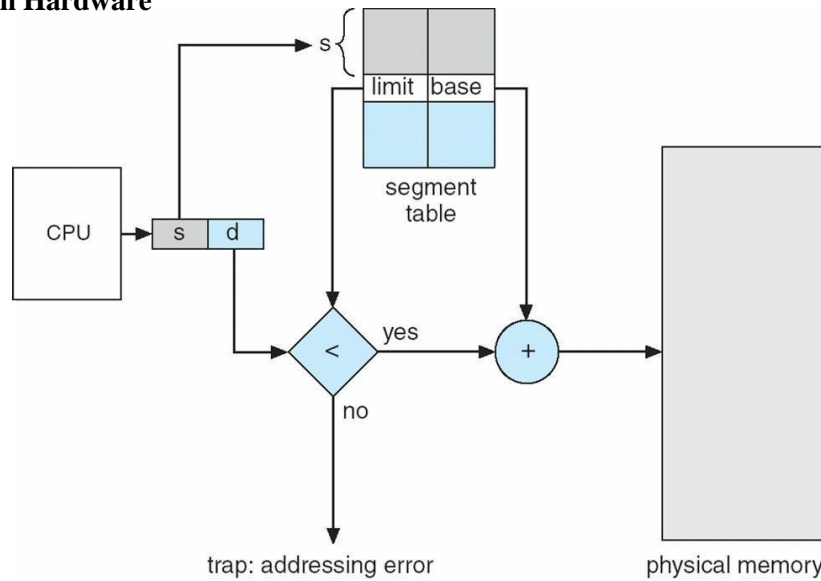 n Hardware
s
limit base
segment
table
CPU
s d
<
yes
+
no
trap: addressing error
physical memory